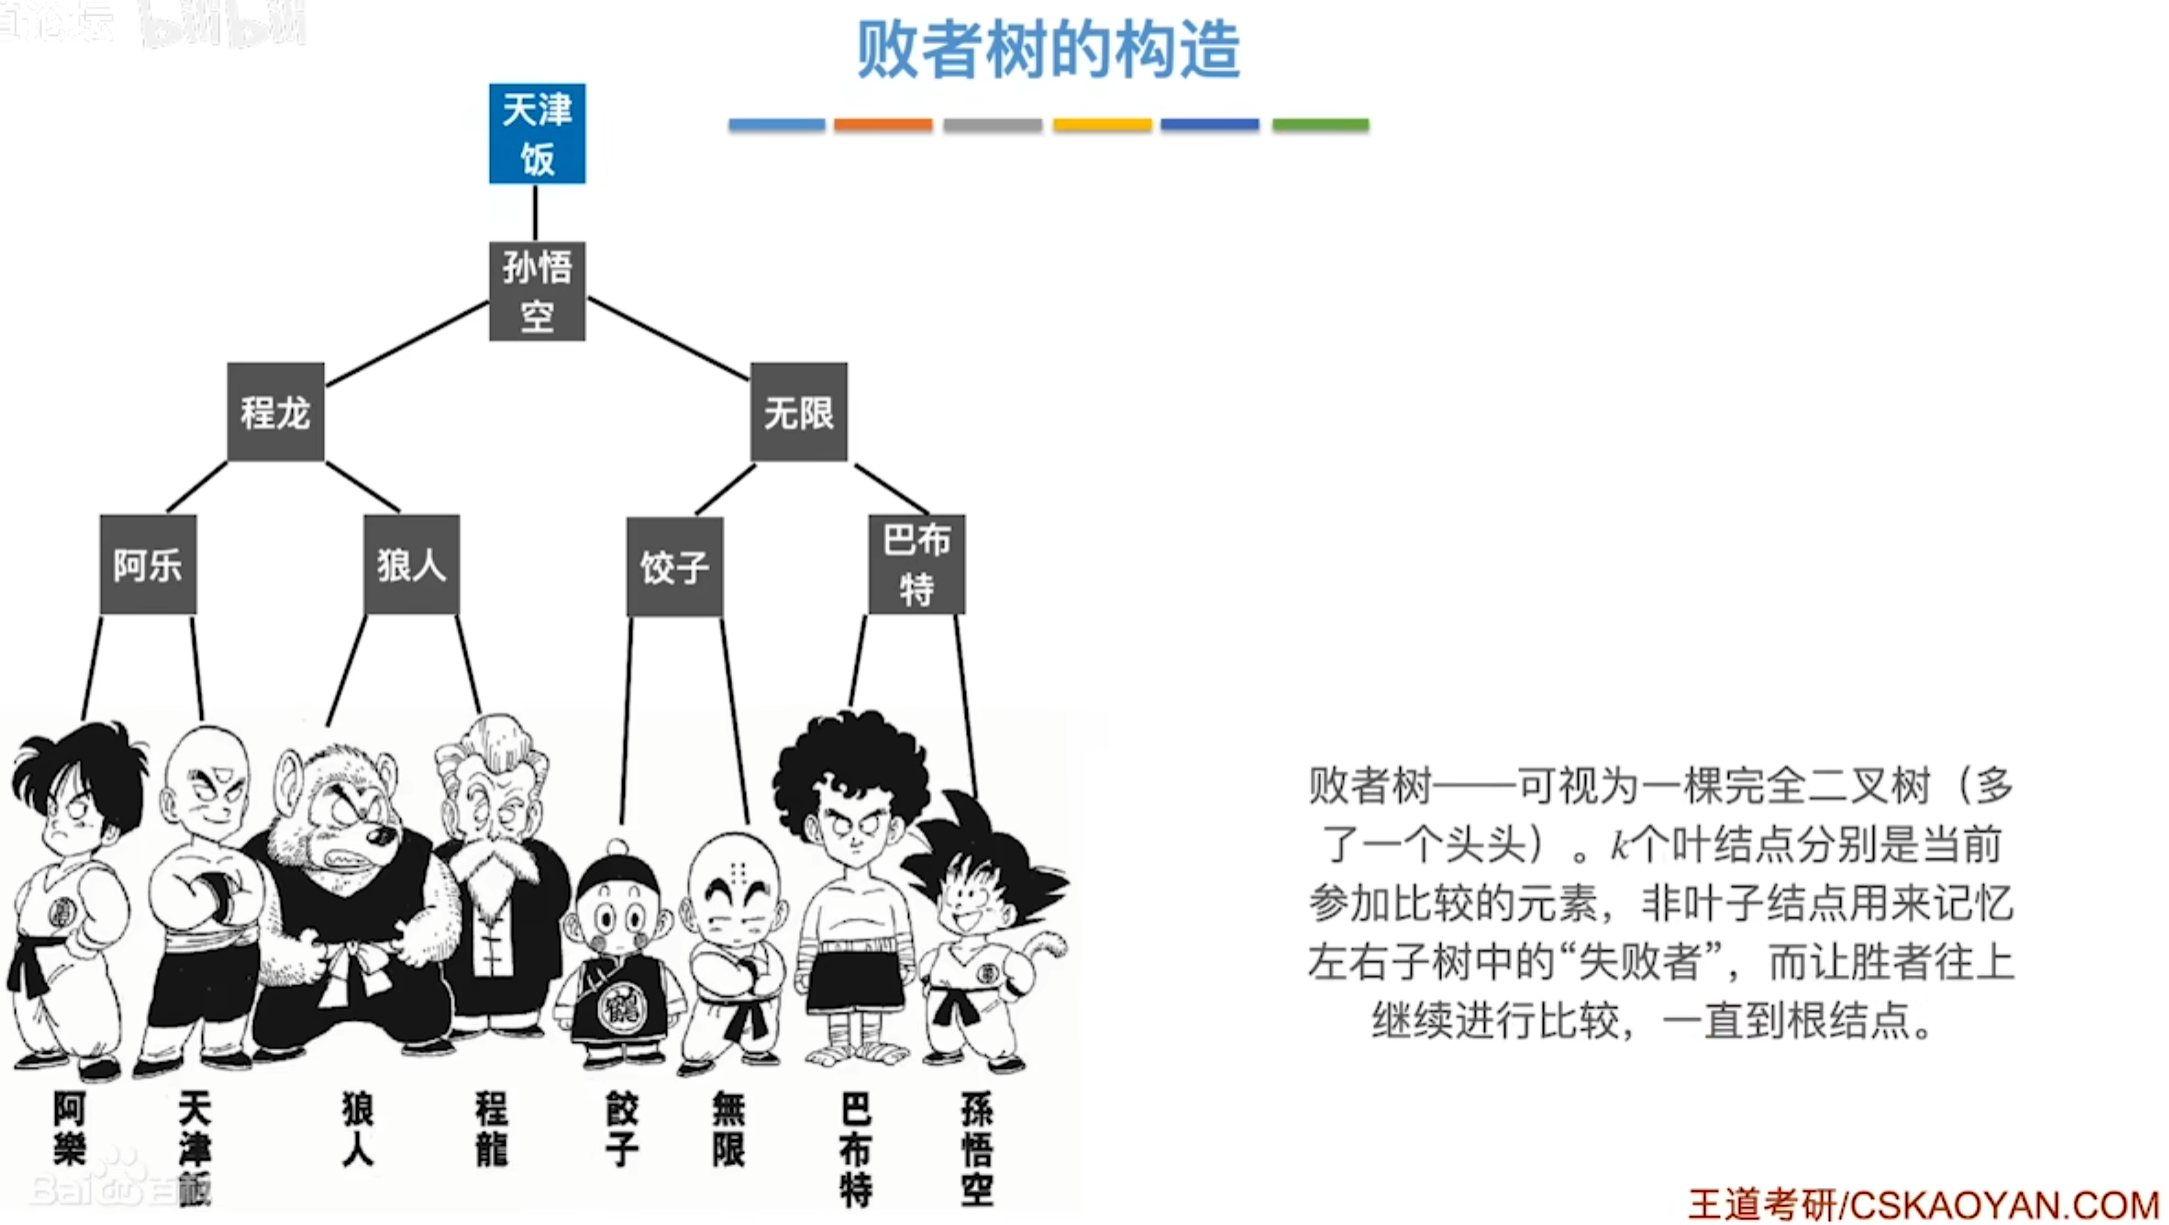 败者树的构造
天津
饭
孙悟
空
程龙
无限
阿乐
狼人
饺子
巴布
特
败者树——可视为一棵完全二叉树（多
了一个头头）。k个叶结点分别是当前
参加比较的元素，非叶子结点用来记忆
左右子树中的“失败者”，而让胜者往上
继续进行比较，一直到根结点。
鶴
阿樂
天津飯
狼人
程龍
餃子
無限
巴布特
孫悟空
Bai
王道考研/CSKAOYAN.COM